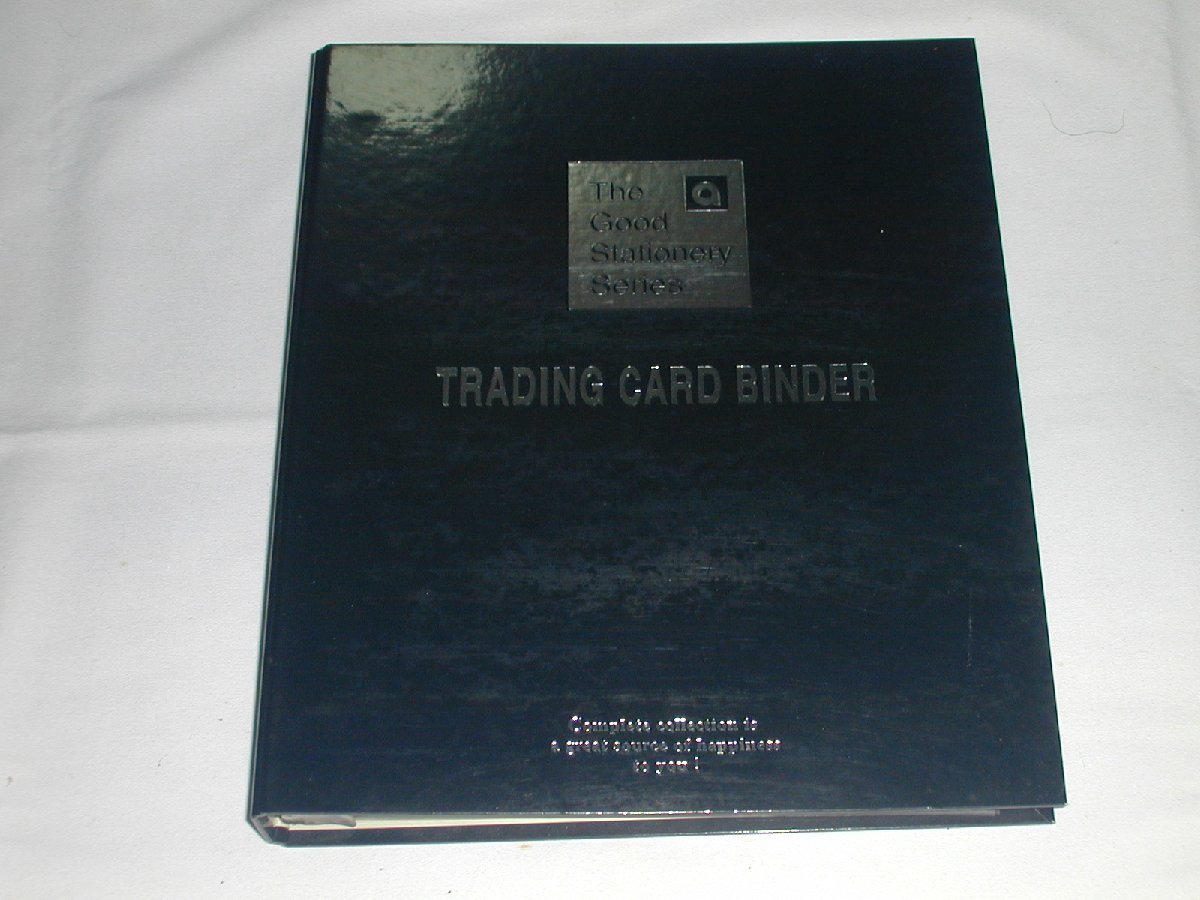 The
a
Good
Stationery
Series
TRADING CARD BINDER
Complete collection is
a great source of happiness
to you !